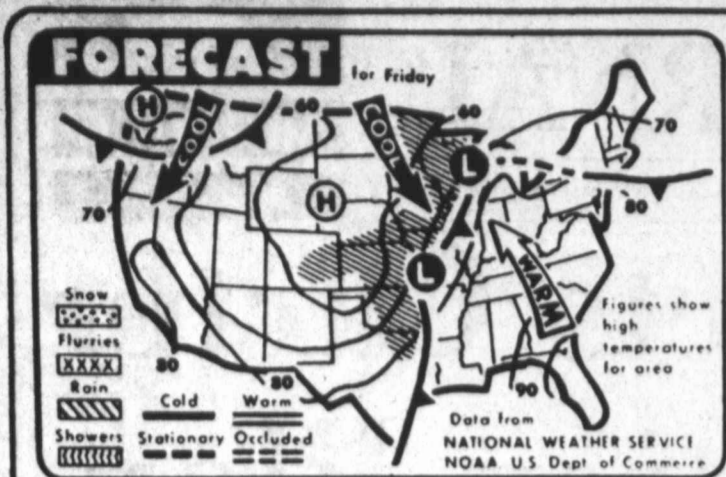 FORECAST
for Friday
H
COOL
60
COOL
60
70
L
70
H
80
L
WARM
Snow
Flurries
XXXX
Rain
Showers
80
80
Cold
Warm
Stationary
Occluded
90
Figures show
high
temperatures
for area
Data from
NATIONAL WEATHER SERVICE
NOAA, U.S. Dept. of Commerce